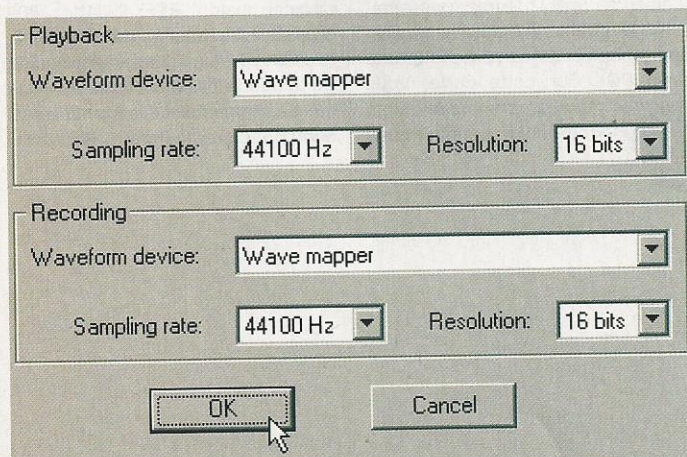 Playback
Waveform device: Wave mapper
Sampling rate: 44100 Hz Resolution: 16 bits
Recording
Waveform device: Wave mapper
Sampling rate: 44100 Hz Resolution: 16 bits
OK Cancel